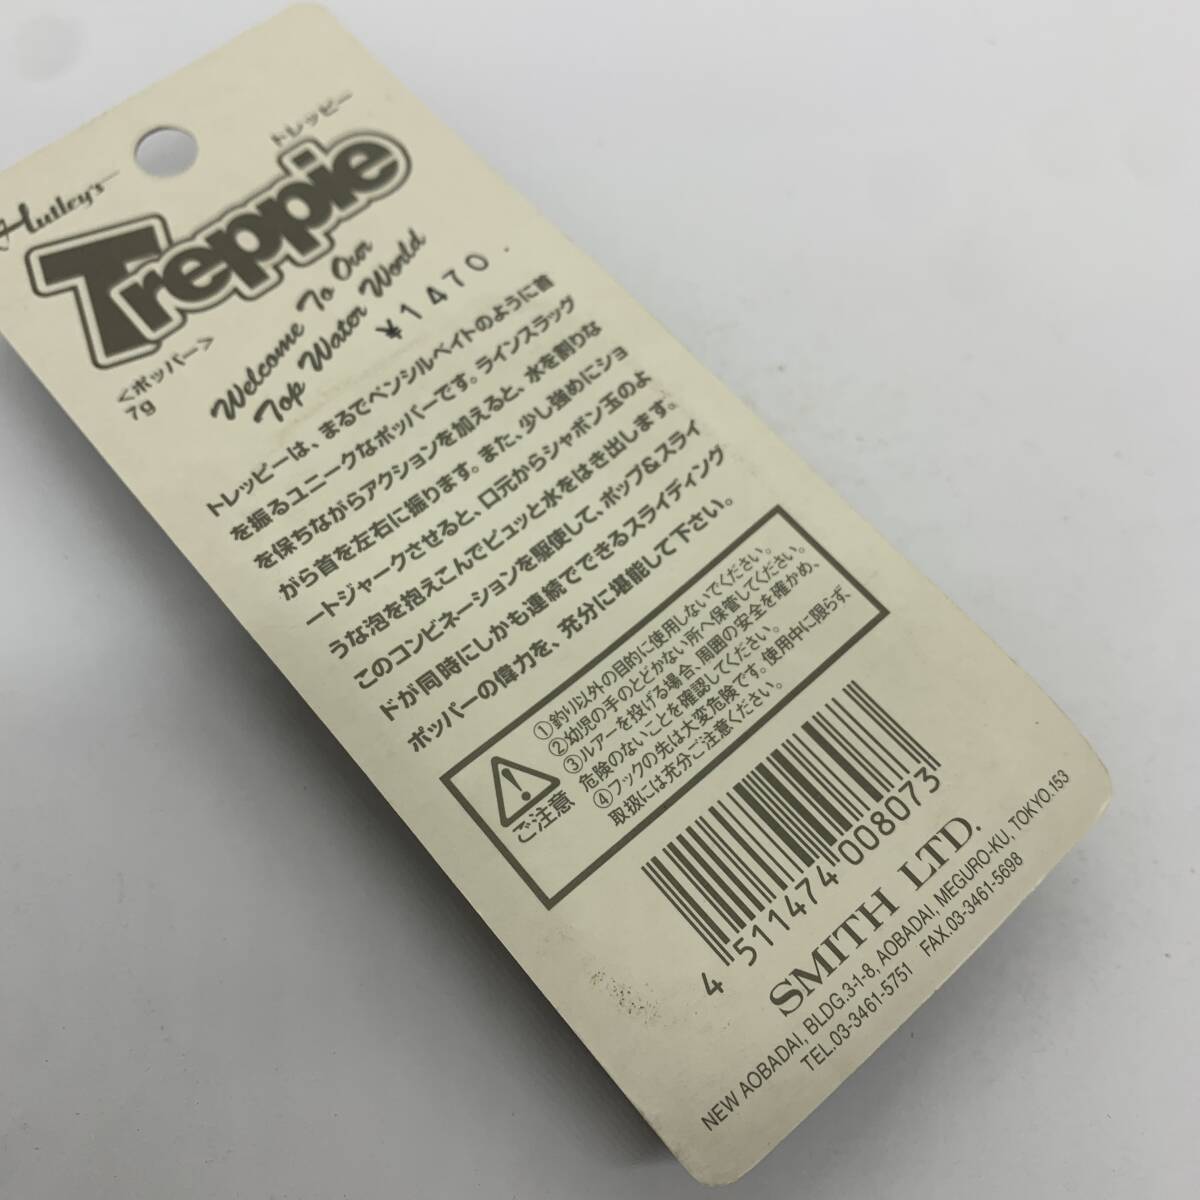 Hutley's
トレッピー
Treppie
<ポッパー>
7g
Welcome To Our
Top Water World
¥1470
トレッピーは、まるでペンシルベイトのように首
を振るユニークなポッパーです。ラインスラッグ
を保ちながらアクションを加えると、水を割りな
がら首を左右に振ります。また、少し強めにショ
ートジャークさせると、口元からシャボン玉のよ
うな泡を抱えこんでピュッと水をはき出します。
このコンビネーションを駆使して、ポップ&スライ
ドが同時にしかも連続でできるスライディング
ポッパーの偉力を、充分に堪能して下さい。
ご注意
①釣り以外の目的に使用しないでください。
②幼児の手のとどかない所へ保管してください。
③ルアーを投げる場合、周囲の安全を確かめ、
危険のないことを確認してください。
④フックの先は大変危険です。使用中に限らず、
取扱には充分ご注意ください。
4 511474 008073
SMITH LTD.
NEW AOBADAI, BLDG.3-1-8, AOBADAI, MEGURO-KU, TOKYO.153
TEL.03-3461-5751 FAX.03-3461-5698